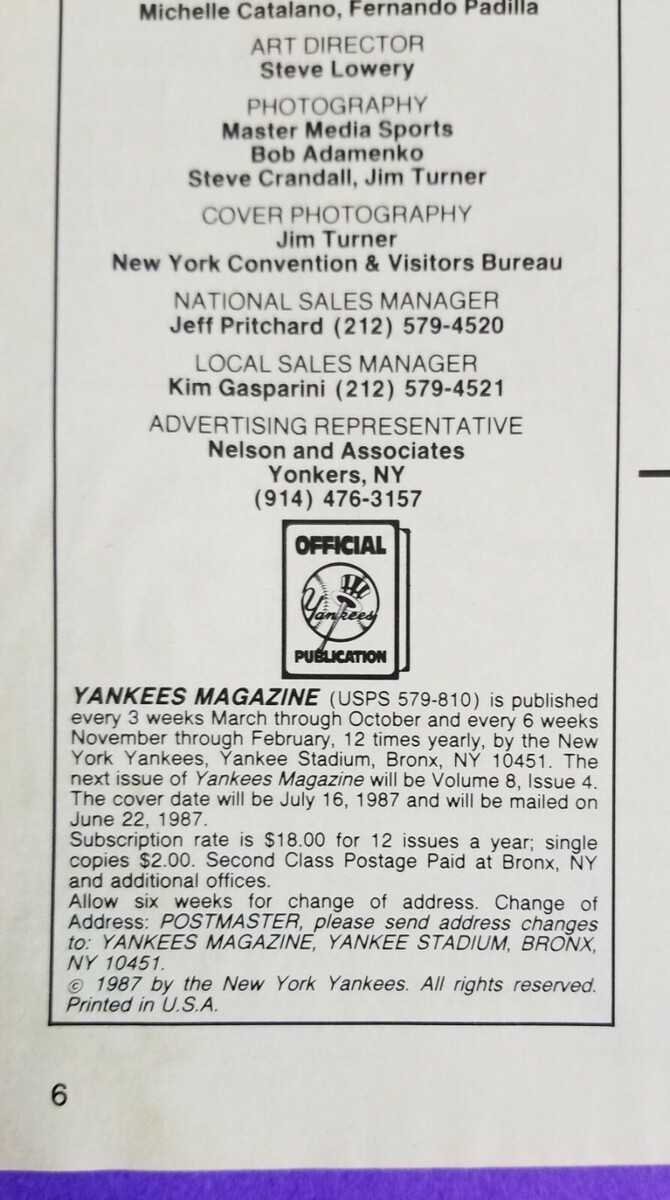 Michelle Catalano, Fernando Padilla
ART DIRECTOR
Steve Lowery
PHOTOGRAPHY
Master Media Sports
Bob Adamenko
Steve Crandall, Jim Turner
COVER PHOTOGRAPHY
Jim Turner
New York Convention & Visitors Bureau
NATIONAL SALES MANAGER
Jeff Pritchard (212) 579-4520
LOCAL SALES MANAGER
Kim Gasparini (212) 579-4521
ADVERTISING REPRESENTATIVE
Nelson and Associates
Yonkers, NY
(914) 476-3157
OFFICIAL
Yankees
PUBLICATION
YANKEES MAGAZINE (USPS 579-810) is published
every 3 weeks March through October and every 6 weeks
November through February, 12 times yearly, by the New
York Yankees, Yankee Stadium, Bronx, NY 10451. The
next issue of Yankees Magazine will be Volume 8, Issue 4.
The cover date will be July 16, 1987 and will be mailed on
June 22, 1987.
Subscription rate is $18.00 for 12 issues a year; single
copies $2.00. Second Class Postage Paid at Bronx, NY
and additional offices.
Allow six weeks for change of address. Change of
Address: POSTMASTER, please send address changes
to: YANKEES MAGAZINE, YANKEE STADIUM, BRONX,
NY 10451.
© 1987 by the New York Yankees. All rights reserved.
Printed in U.S.A.
6